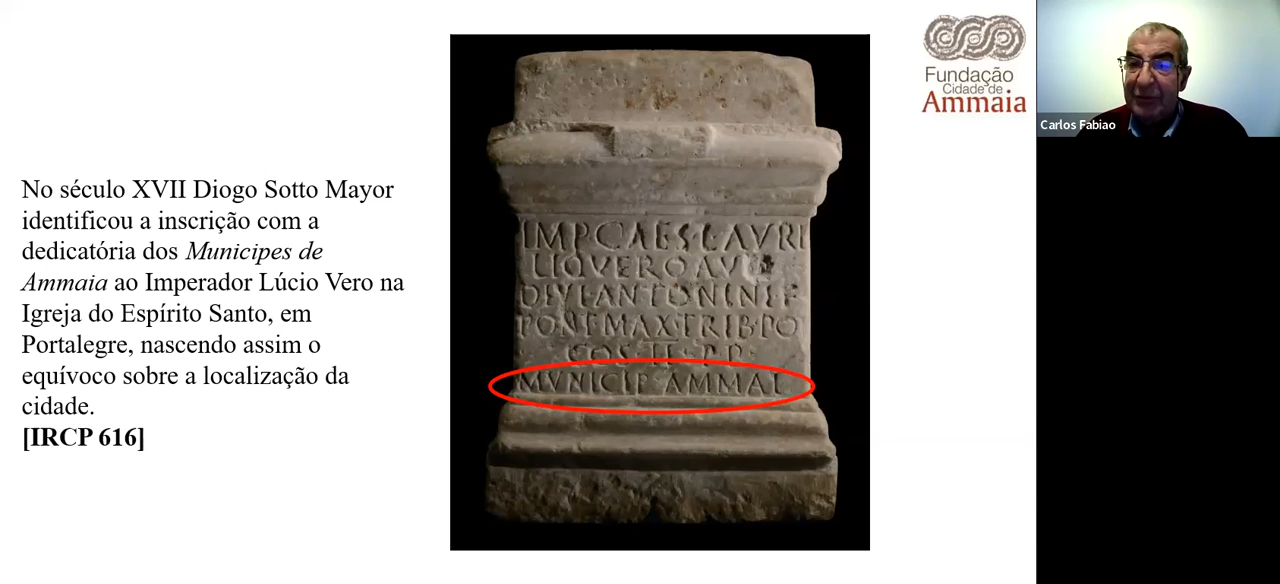 No século XVII Diogo Sotto Mayor
identificou a inscrição com a
dedicatória dos Municipes de
Ammaia ao Imperador Lúcio Vero na
Igreja do Espírito Santo, em
Portalegre, nascendo assim o
equívoco sobre a localização da
cidade.
[IRCP 616]
IMP CAES L AVRE
LIO VERO AVG
DIVI ANTONINI F
PONT MAX TRIB PO
COS II P P
MVNICIP AMMAI
Fundação
Cidade de
Ammaia
Carlos Fabiao